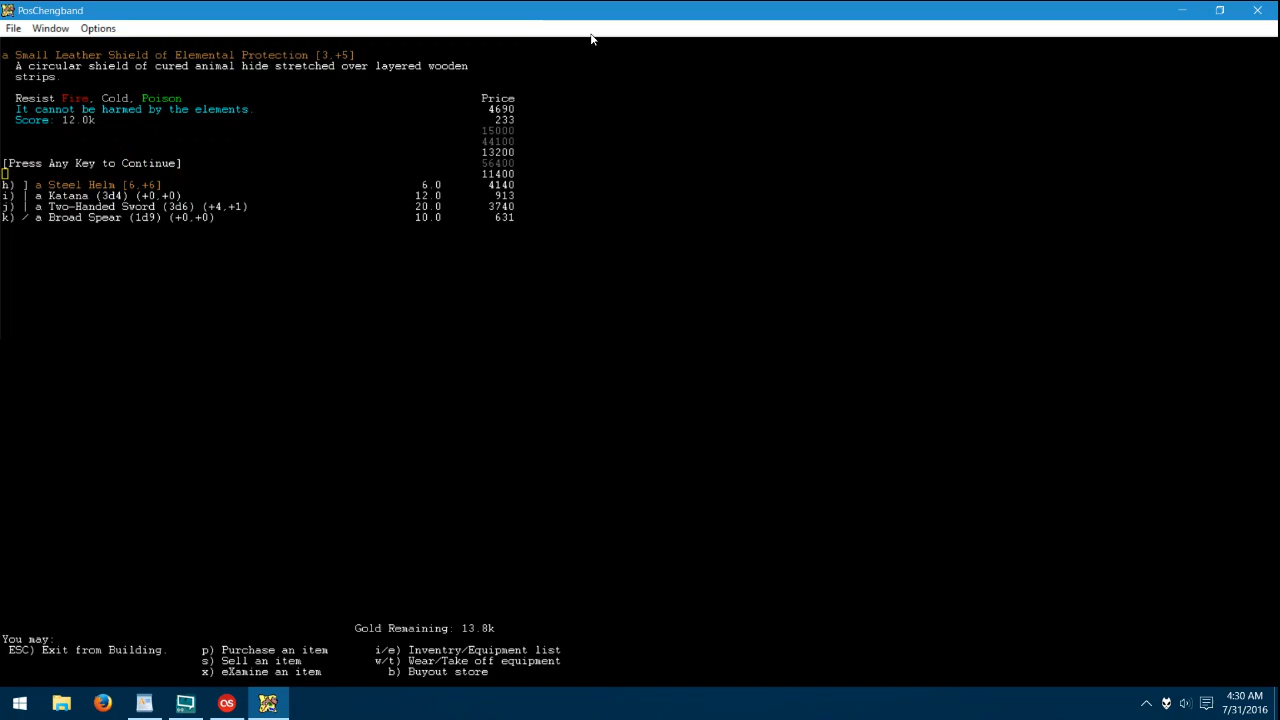 PosChengband
File Window Options
a Small Leather Shield of Elemental Protection [3,+5]
A circular shield of cured animal hide stretched over layered wooden
strips.
Resist Fire, Cold, Poison Price
It cannot be harmed by the elements. 4690
Score: 12.0k 233
15000
44100
13200
[Press Any Key to Continue] 56400
11400
h) ] a Steel Helm [6,+6] 6.0 4140
i) | a Katana (3d4) (+0,+0) 12.0 913
j) | a Two-Handed Sword (3d6) (+4,+1) 20.0 3740
k) / a Broad Spear (1d9) (+0,+0) 10.0 631
Gold Remaining: 13.8k
You may:
ESC) Exit from Building. p) Purchase an item i/e) Inventry/Equipment list
s) Sell an item w/t) Wear/Take off equipment
x) eXamine an item b) Buyout store
4:30 AM
7/31/2016